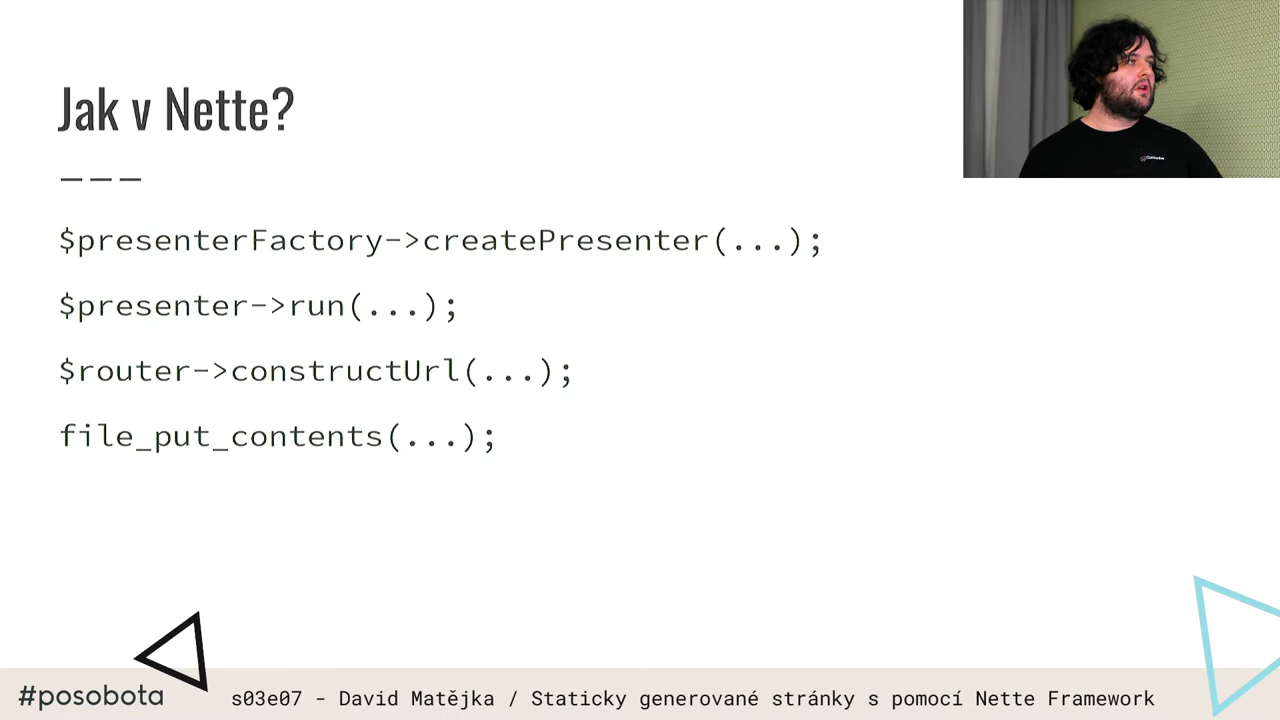 Jak v Nette?
$presenterFactory->createPresenter(...);
$presenter->run(...);
$router->constructUrl(...);
file_put_contents(...);
#posobota
s03e07 - David Matějka / Staticky generované stránky s pomocí Nette Framework